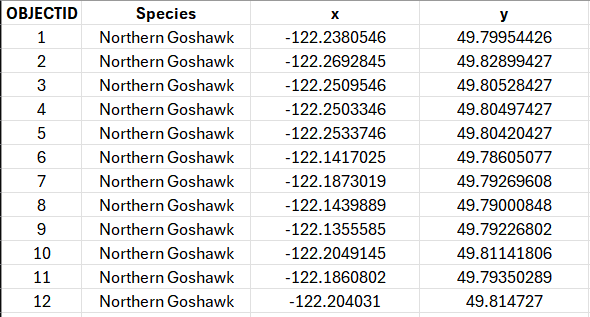 OBJECTID Species x y
1 Northern Goshawk -122.2380546 49.79954426
2 Northern Goshawk -122.2692845 49.82899427
3 Northern Goshawk -122.2509546 49.80528427
4 Northern Goshawk -122.2503346 49.80497427
5 Northern Goshawk -122.2533746 49.80420427
6 Northern Goshawk -122.1417025 49.78605077
7 Northern Goshawk -122.1873019 49.79269608
8 Northern Goshawk -122.1439889 49.79000848
9 Northern Goshawk -122.1355585 49.79226802
10 Northern Goshawk -122.2049145 49.81141806
11 Northern Goshawk -122.1860802 49.79350289
12 Northern Goshawk -122.204031 49.814727